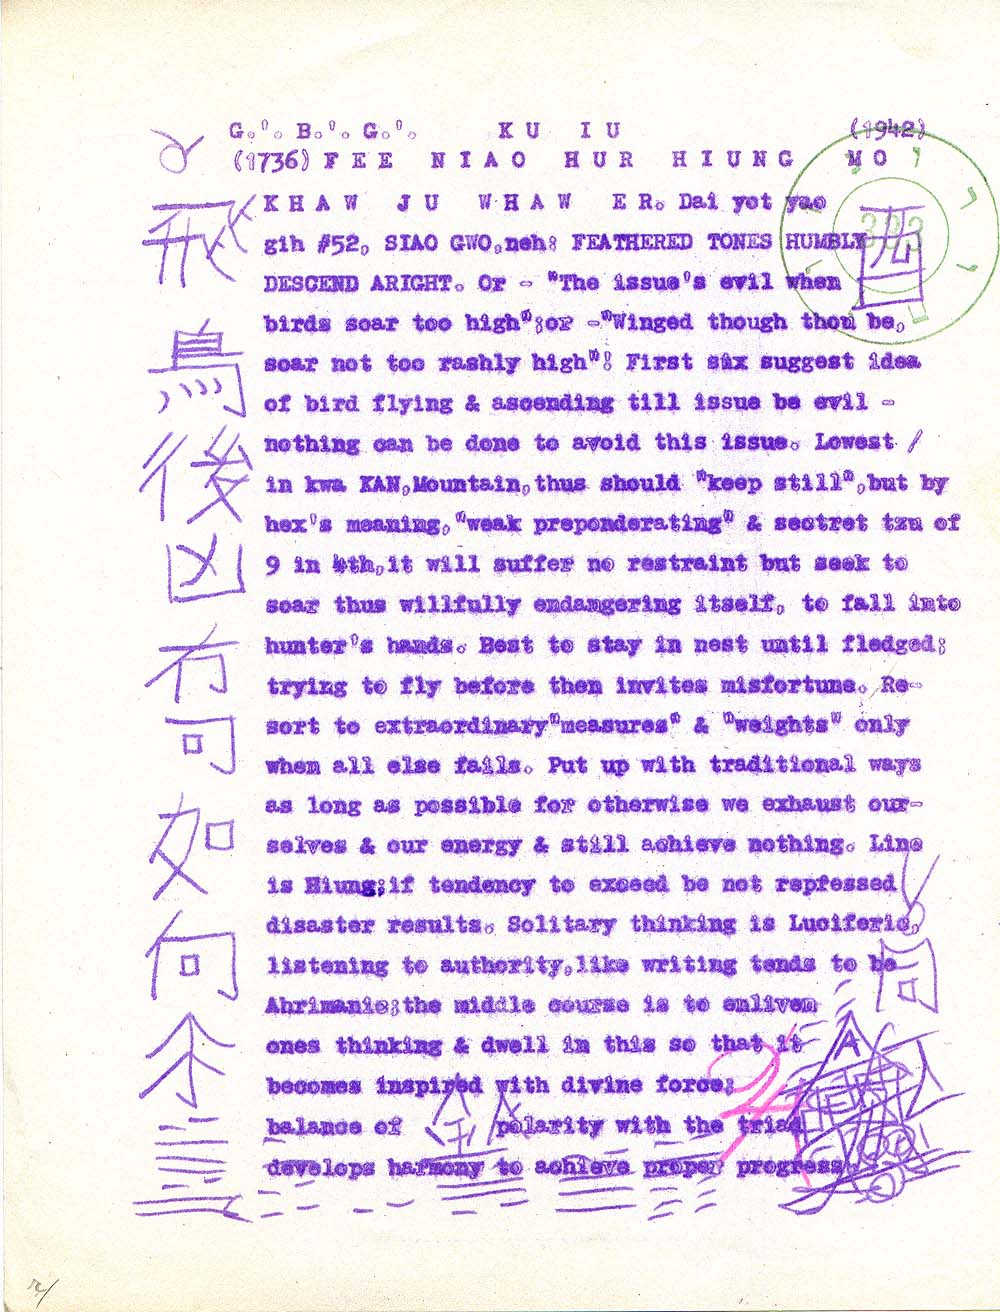 G.'. B.'. G.'. KU IU (1942)
(1736) FEE NIAO HUR HIUNG MO
KHAW JU WHAW ER. Dai yot yao
gih #52, SIAO GWO, neh: FEATHERED TONES HUMBLY
DESCEND ARIGHT. Or - "The issue's evil when
birds soar too high";or -"Winged though thou be,
soar not too rashly high"! First six suggest idea
of bird flying & ascending till issue be evil -
nothing can be done to avoid this issue. Lowest /
in kwa KAN,Mountain,thus should "keep still",but by
hex's meaning,"weak preponderating" & sectret tzu of
9 in 4th,it will suffer no restraint but seek to
soar thus willfully endangering itself, to fall into
hunter's hands. Best to stay in nest until fledged;
trying to fly before then invites misfortune. Re-
sort to extraordinary"measures" & "weights" only
when all else fails. Put up with traditional ways
as long as possible for otherwise we exhaust our-
selves & our energy & still achieve nothing. Line
is Hiung;if tendency to exceed be not repressed
disaster results. Solitary thinking is Luciferic,
listening to authority,like writing tends to be
Ahrimanic;the middle course is to enliven
ones thinking & dwell in this so that it
becomes inspired with divine force;
balance of polarity with the triad
develops harmony to achieve proper progress.
飛
鳥
後
凶
冇
可
如
何
尒
333
24